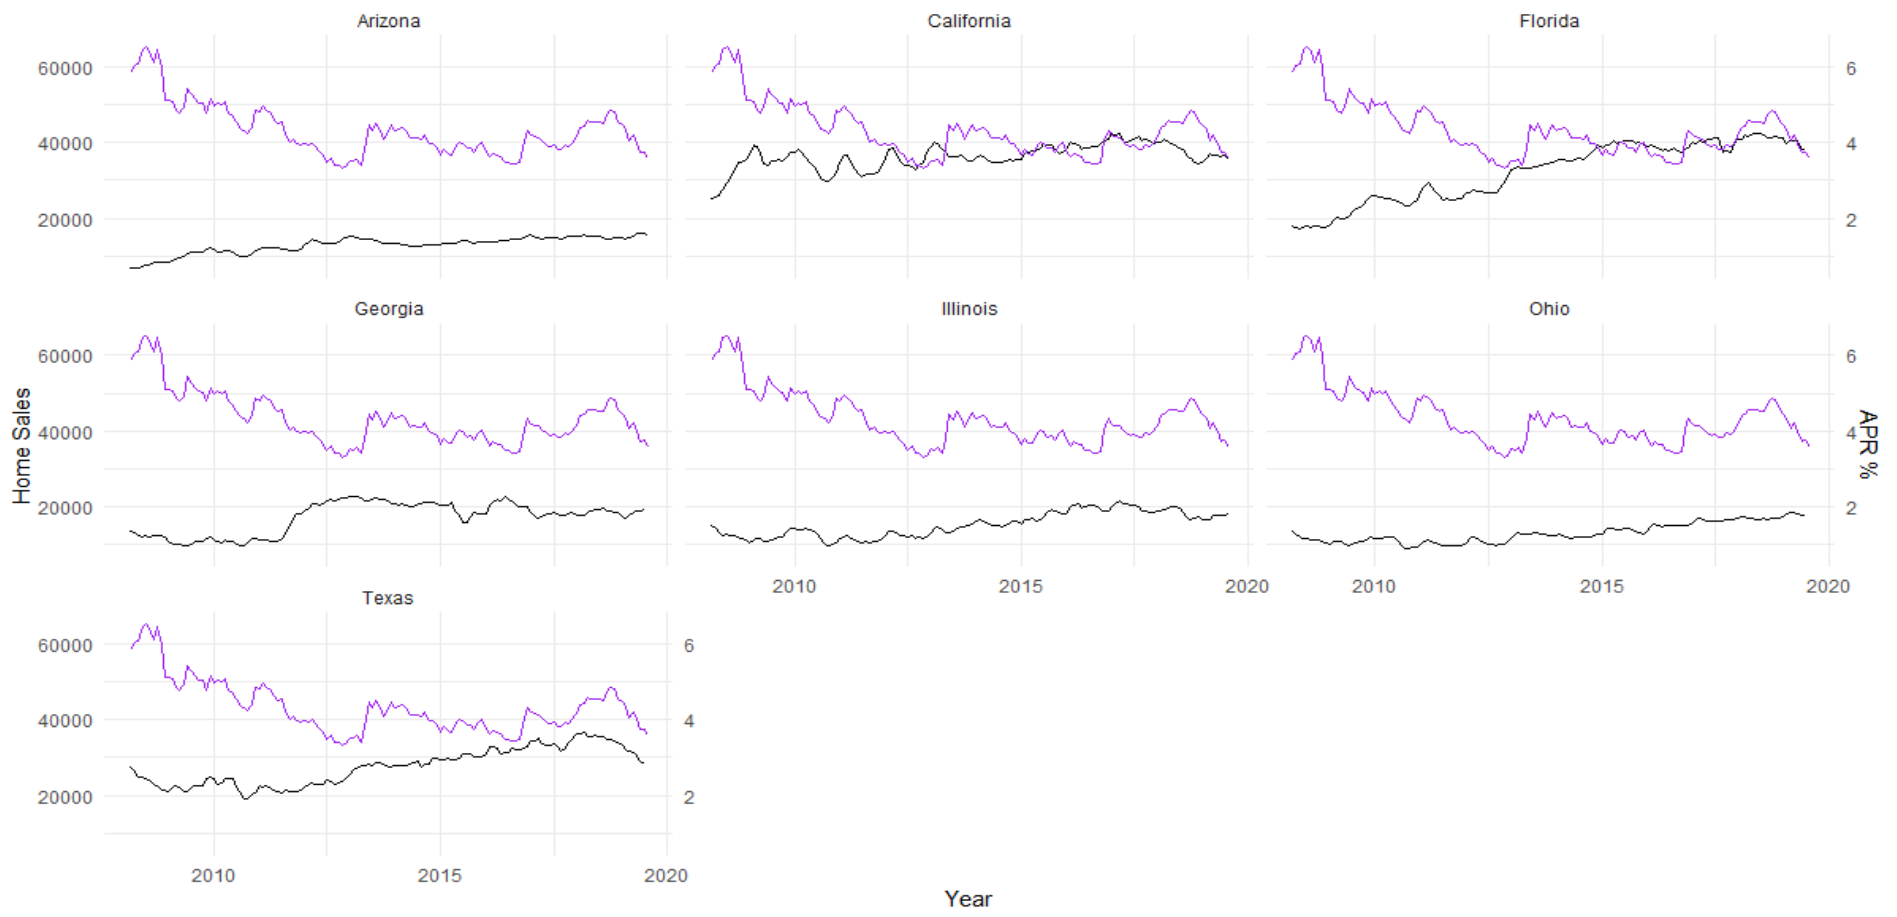 Arizona California Florida
60000 6
40000 4
20000 2
Georgia Illinois Ohio
60000 6
40000 4
20000 2
Home Sales
APR %
2010 2015 2020 2010 2015 2020
Texas
60000 6
40000 4
20000 2
2010 2015 2020
Year